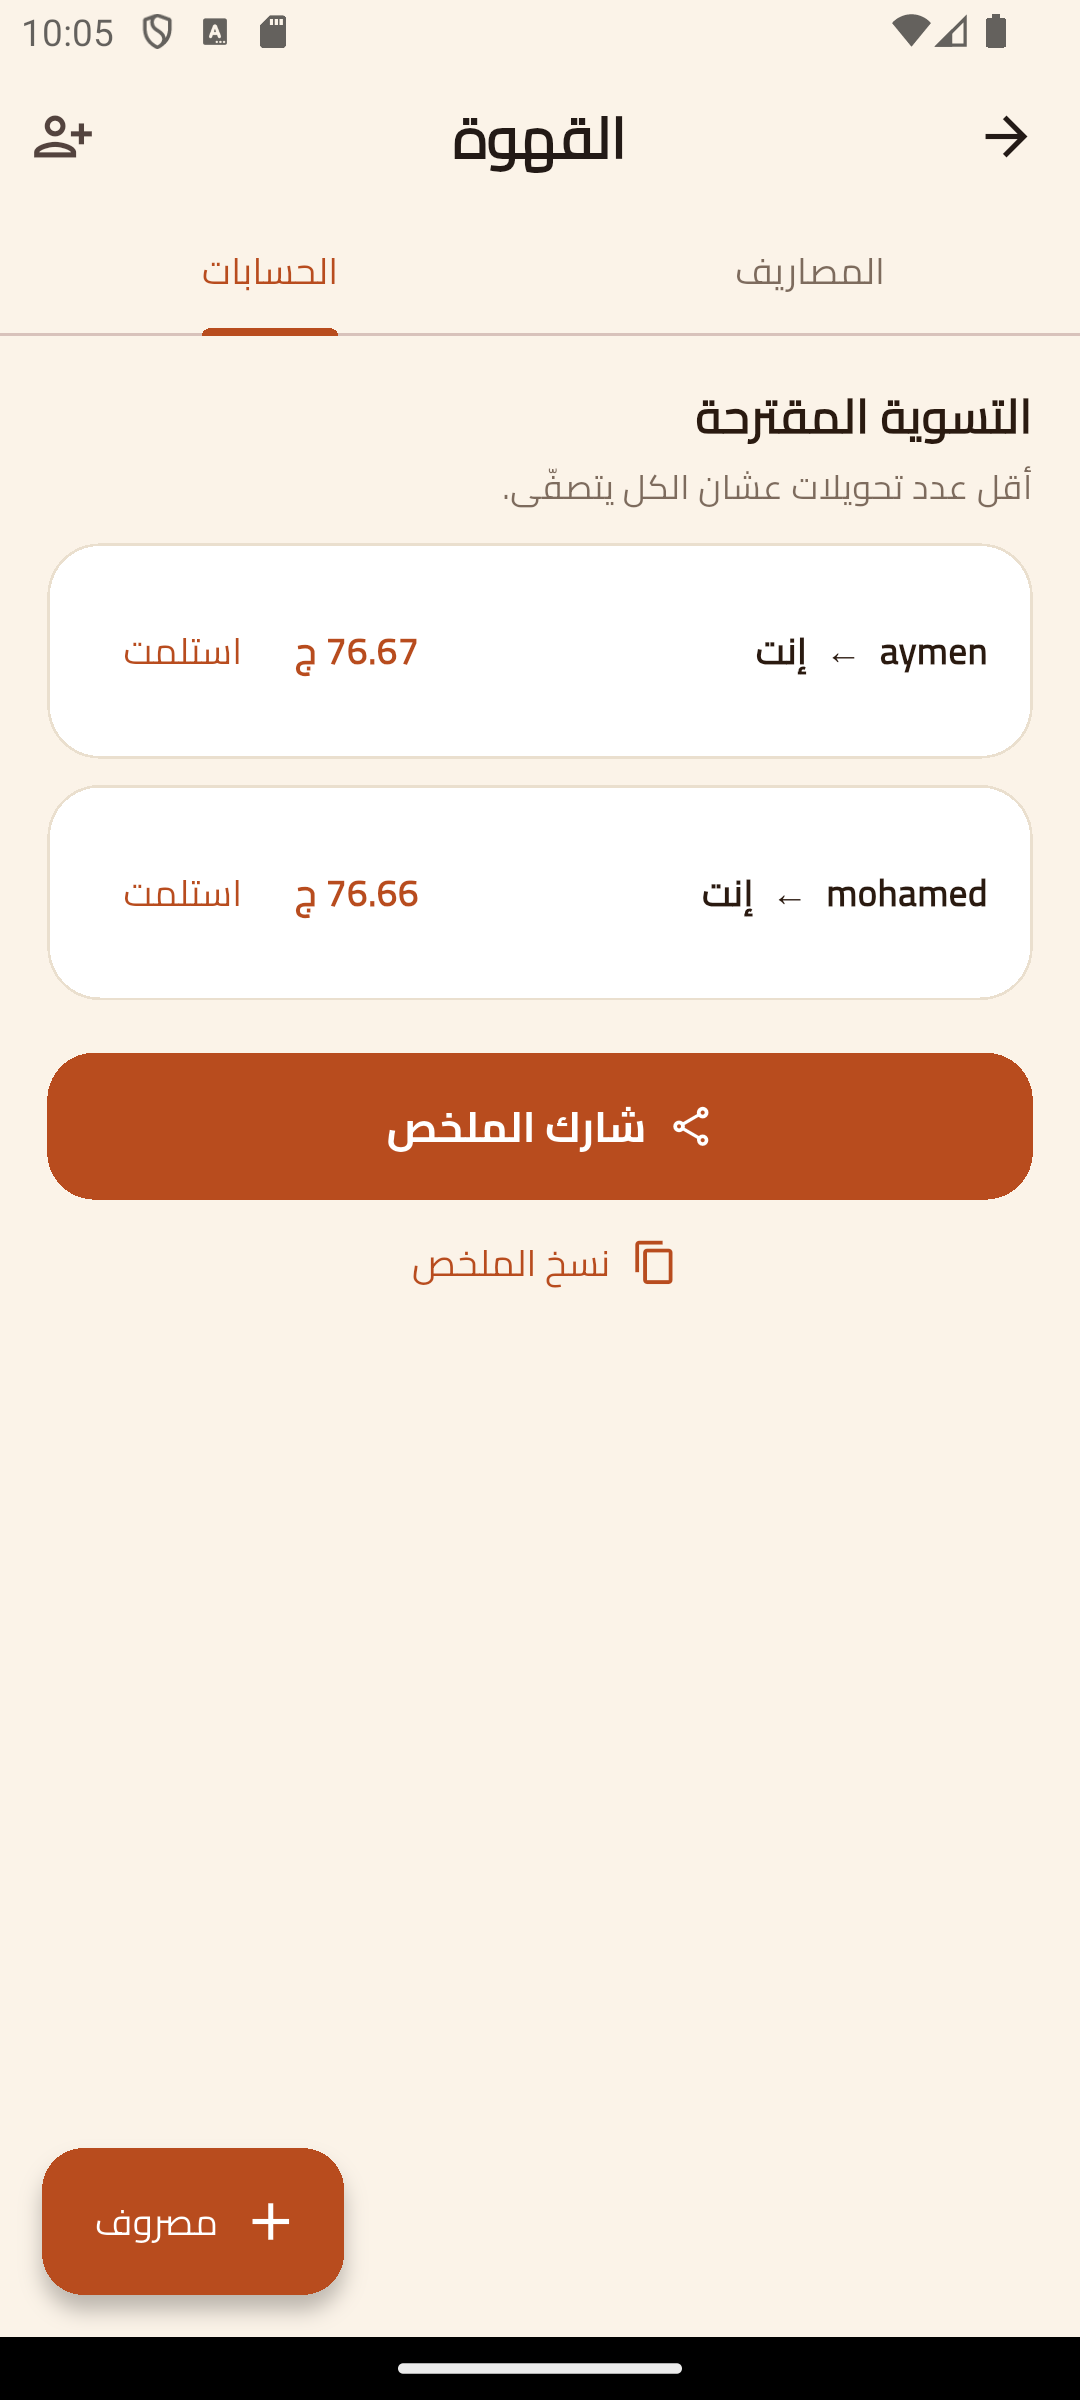 10:05
القهوة
المصاريف
الحسابات
التسوية المقترحة
أقل عدد تحويلات عشان الكل يتصفّى.
aymen ← إنت 76.67 ج استلمت
mohamed ← إنت 76.66 ج استلمت
شارك الملخص
نسخ الملخص
+ مصروف